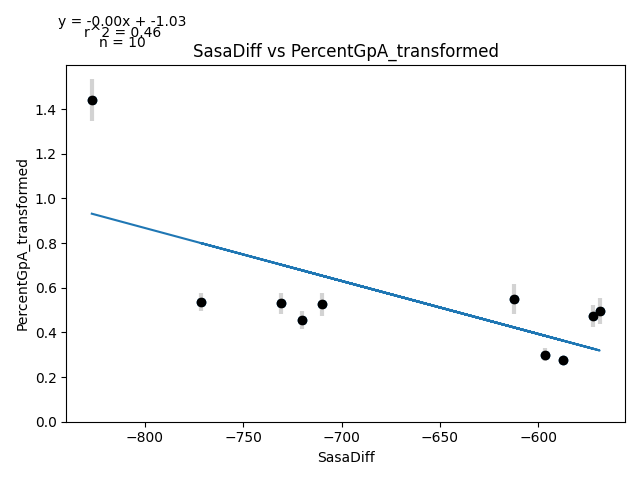 y = -0.00x + -1.03
r^2 = 0.46
n = 10
SasaDiff vs PercentGpA_transformed
PercentGpA_transformed
1.4
1.2
1.0
0.8
0.6
0.4
0.2
0.0
−800 −750 −700 −650 −600
SasaDiff